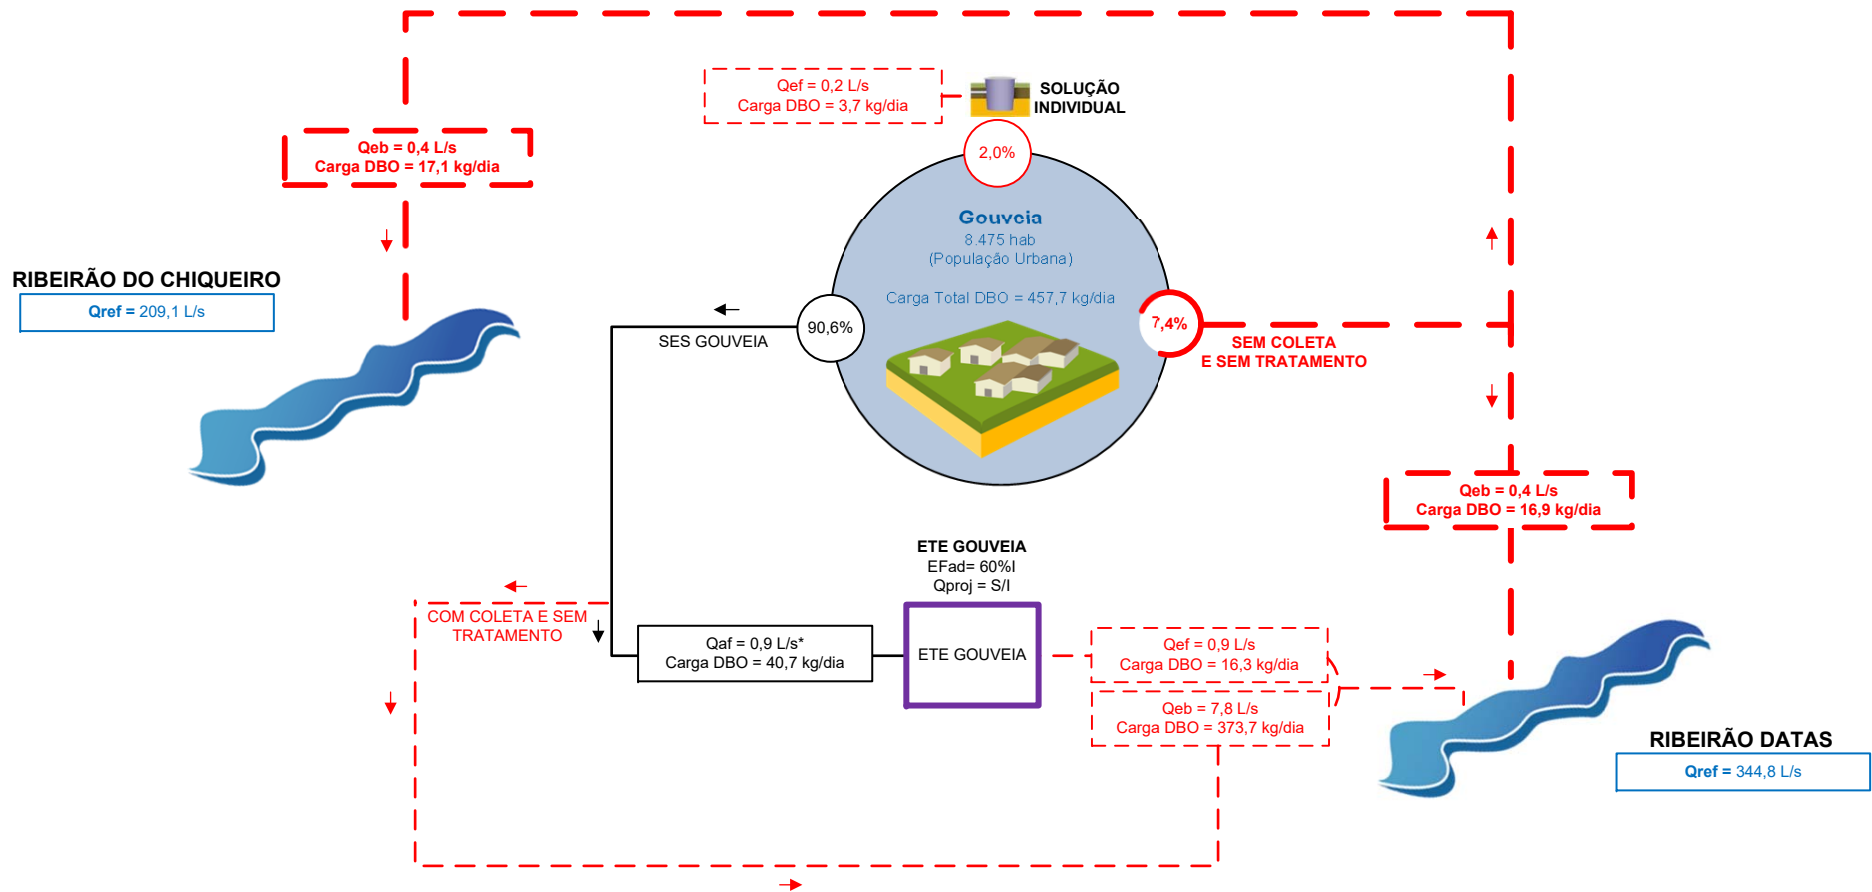 Qef = 0,2 L/s
Carga DBO = 3,7 kg/dia
SOLUÇÃO
INDIVIDUAL
2,0%
Qeb = 0,4 L/s
Carga DBO = 17,1 kg/dia
Gouveia
8.475 hab
(População Urbana)
Carga Total DBO = 457,7 kg/dia
RIBEIRÃO DO CHIQUEIRO
Qref = 209,1 L/s
90,6%
SES GOUVEIA
7,4%
SEM COLETA
E SEM TRATAMENTO
Qeb = 0,4 L/s
Carga DBO = 16,9 kg/dia
ETE GOUVEIA
EFad= 60%I
Qproj = S/I
COM COLETA E SEM
TRATAMENTO
Qaf = 0,9 L/s*
Carga DBO = 40,7 kg/dia
ETE GOUVEIA
Qef = 0,9 L/s
Carga DBO = 16,3 kg/dia
Qeb = 7,8 L/s
Carga DBO = 373,7 kg/dia
RIBEIRÃO DATAS
Qref = 344,8 L/s